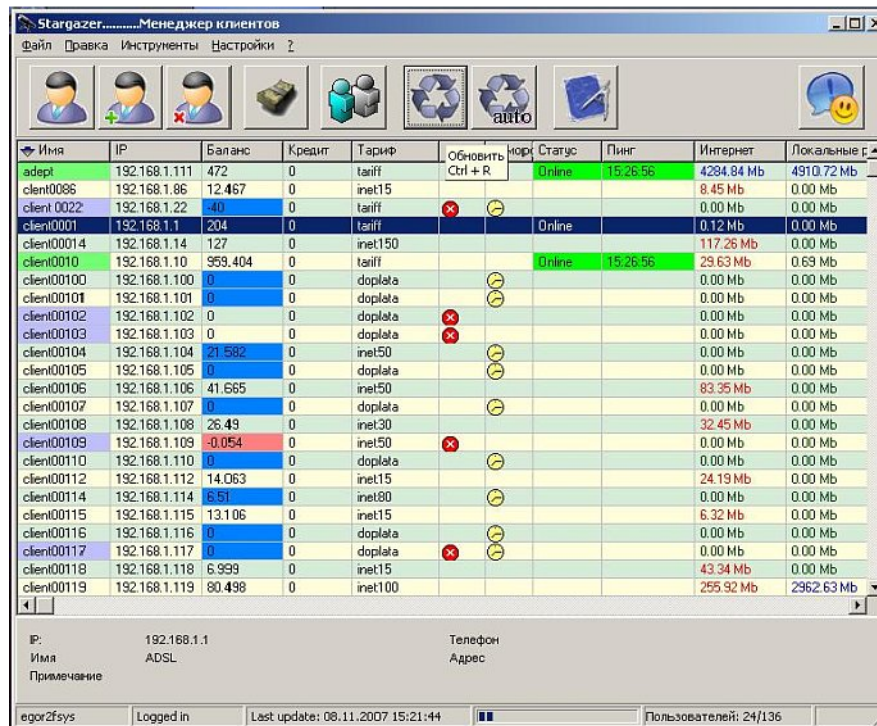 Stargazer...........Менеджер клиентов
Файл Правка Инструменты Настройки ?
auto
Имя IP Баланс Кредит Тариф Статус Пинг Интернет Локальные р
Обновить
Ctrl + R
adept 192.168.1.111 472 0 tariff Online 15:26:56 4284.84 Mb 4910.72 Mb
clent0086 192.168.1.86 12.467 0 inet15 8.45 Mb 0.00 Mb
client 0022 192.168.1.22 -40 0 tariff 0.00 Mb 0.00 Mb
client0001 192.168.1.1 204 0 tariff Online 0.12 Mb 0.00 Mb
client00014 192.168.1.14 127 0 inet150 117.26 Mb 0.00 Mb
client0010 192.168.1.10 959.404 0 tariff Online 15:26:56 29.63 Mb 0.69 Mb
client00100 192.168.1.100 0 0 doplata 0.00 Mb 0.00 Mb
client00101 192.168.1.101 0 0 doplata 0.00 Mb 0.00 Mb
client00102 192.168.1.102 0 0 doplata 0.00 Mb 0.00 Mb
client00103 192.168.1.103 0 0 doplata 0.00 Mb 0.00 Mb
client00104 192.168.1.104 21.582 0 inet50 0.00 Mb 0.00 Mb
client00105 192.168.1.105 0 0 doplata 0.00 Mb 0.00 Mb
client00106 192.168.1.106 41.665 0 inet50 83.35 Mb 0.00 Mb
client00107 192.168.1.107 0 0 doplata 0.00 Mb 0.00 Mb
client00108 192.168.1.108 26.49 0 inet30 32.45 Mb 0.00 Mb
client00109 192.168.1.109 -0.054 0 inet50 0.00 Mb 0.00 Mb
client00110 192.168.1.110 0 0 doplata 0.00 Mb 0.00 Mb
client00112 192.168.1.112 14.063 0 inet15 24.19 Mb 0.00 Mb
client00114 192.168.1.114 6.51 0 inet80 0.00 Mb 0.00 Mb
client00115 192.168.1.115 13.106 0 inet15 6.32 Mb 0.00 Mb
client00116 192.168.1.116 0 0 doplata 0.00 Mb 0.00 Mb
client00117 192.168.1.117 0 0 doplata 0.00 Mb 0.00 Mb
client00118 192.168.1.118 6.999 0 inet15 43.34 Mb 0.00 Mb
client00119 192.168.1.119 80.498 0 inet100 255.92 Mb 2962.63 Mb
IP: 192.168.1.1 Телефон
Имя ADSL Адрес
Примечание
egor2fsys Logged in Last update: 08.11.2007 15:21:44 Пользователей: 24/136